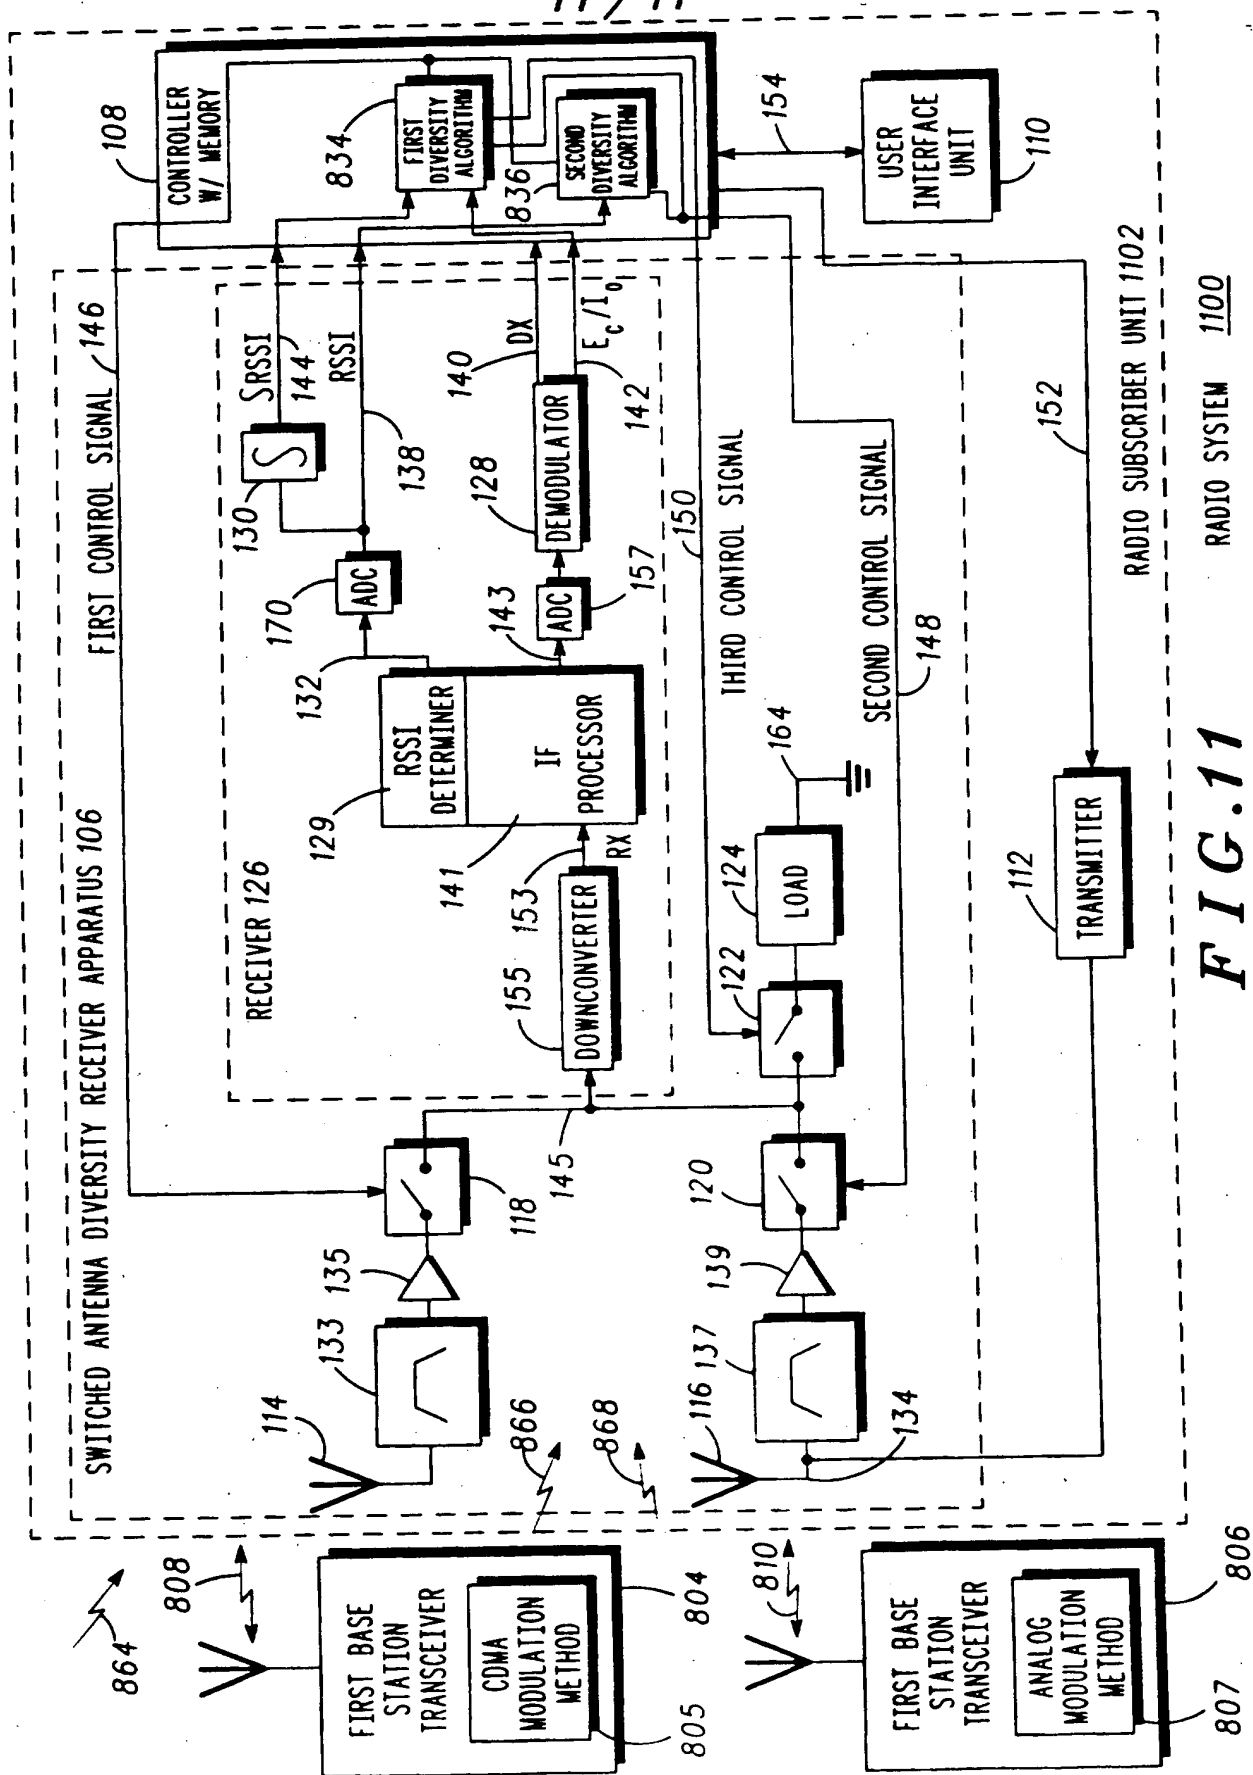 11/11
108
CONTROLLER
W/ MEMORY
834
FIRST
DIVERSITY
ALGORITHM
836
SECOND
DIVERSITY
ALGORITHM
154
USER
INTERFACE
UNIT
110
FIRST CONTROL SIGNAL
146
SRSSI
144
RSSI
138
130
S
170
ADC
132
140
DX
EC/IO
142
128
DEMODULATOR
143
ADC
157
129
RSSI
DETERMINER
141
IF
PROCESSOR
153
RX
155
DOWNCONVERTER
RECEIVER 126
SWITCHED ANTENNA DIVERSITY RECEIVER APPARATUS 106
150
THIRD CONTROL SIGNAL
SECOND CONTROL SIGNAL
148
164
124
LOAD
122
120
145
118
135
133
114
139
137
116
134
152
112
TRANSMITTER
RADIO SUBSCRIBER UNIT 1102
RADIO SYSTEM 1100
864
808
866
868
810
FIRST BASE
STATION
TRANSCEIVER
804
CDMA
MODULATION
METHOD
805
FIRST BASE
STATION
TRANSCEIVER
806
ANALOG
MODULATION
METHOD
807
FIG.11